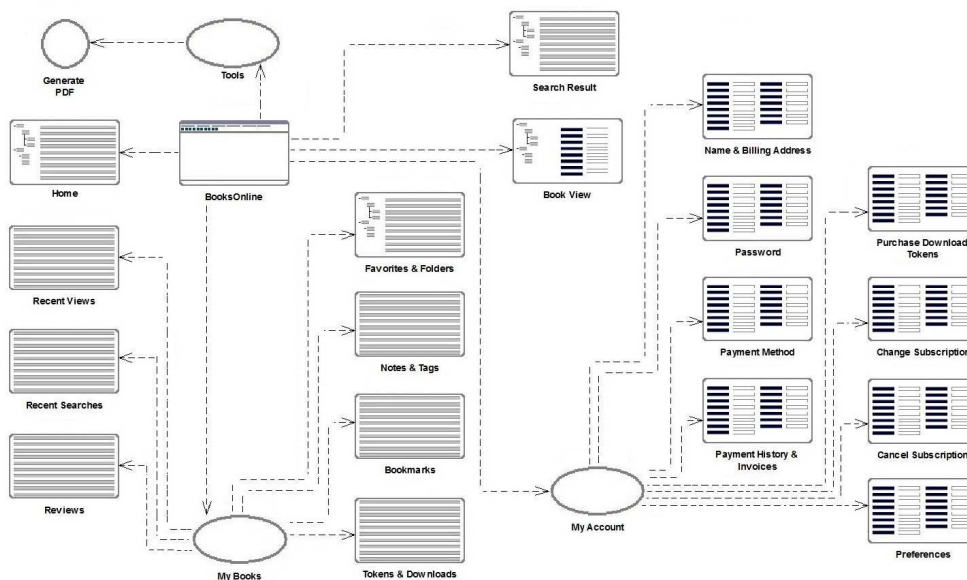 Generate
PDF
Tools
Search Result
Name & Billing Address
Home
BooksOnline
Book View
Favorites & Folders
Password
Purchase Download
Tokens
Recent Views
Notes & Tags
Payment Method
Change Subscription
Recent Searches
Bookmarks
Payment History &
Invoices
Cancel Subscription
Reviews
My Account
My Books
Tokens & Downloads
Preferences